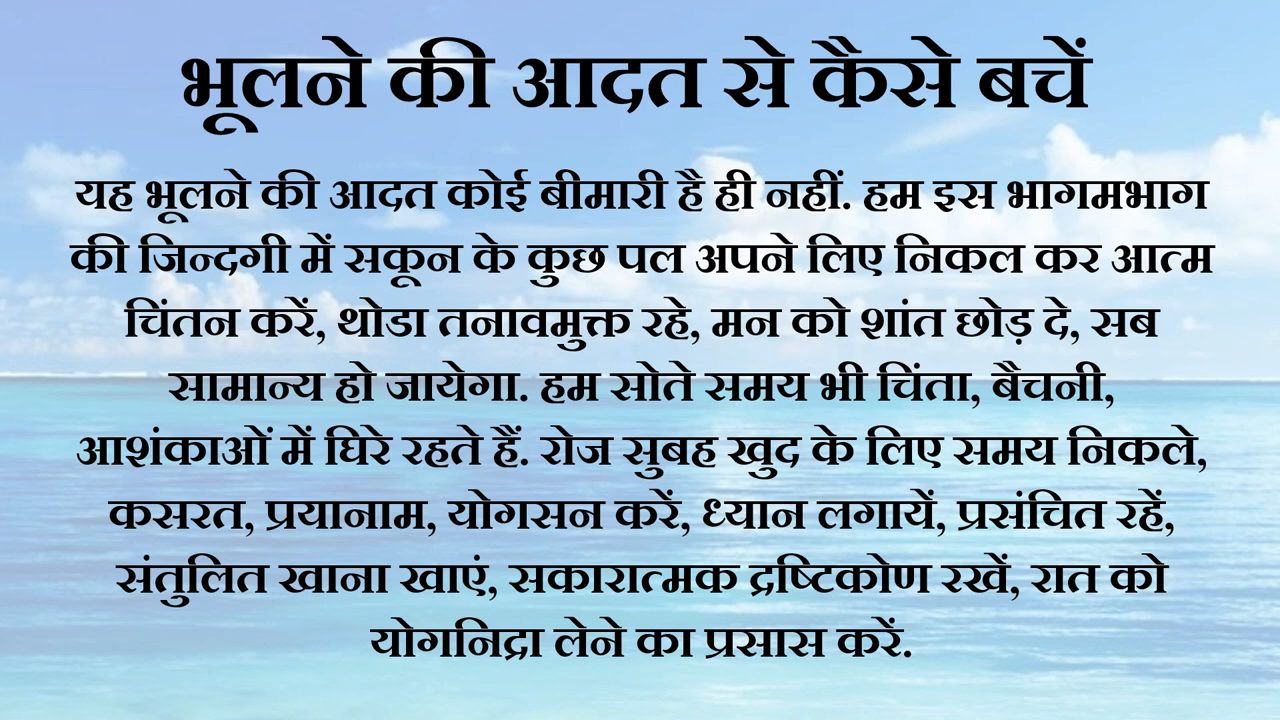 भूलने की आदत से कैसे बचें
यह भूलने की आदत कोई बीमारी है ही नहीं. हम इस भागमभाग
की जिन्दगी में सकून के कुछ पल अपने लिए निकल कर आत्म
चिंतन करें, थोडा तनावमुक्त रहे, मन को शांत छोड़ दे, सब
सामान्य हो जायेगा. हम सोते समय भी चिंता, बैचनी,
आशंकाओं में घिरे रहते हैं. रोज सुबह खुद के लिए समय निकले,
कसरत, प्रयानाम, योगसन करें, ध्यान लगायें, प्रसंचित रहें,
संतुलित खाना खाएं, सकारात्मक द्रष्टिकोण रखें, रात को
योगनिद्रा लेने का प्रसास करें.